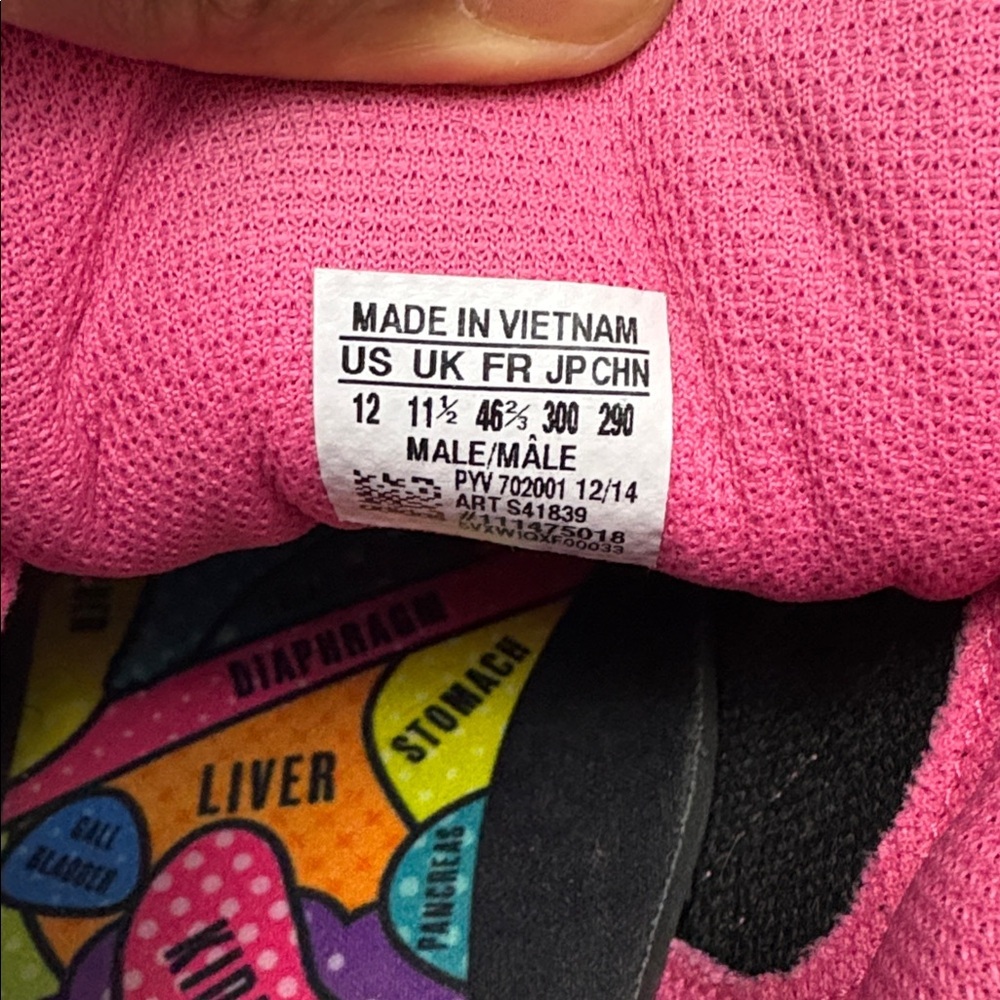 MADE IN VIETNAM
US UK FR JP CHN
12 11½ 46⅔ 300 290
MALE/MÂLE
PYV 702001 12/14
ART S41839
#111475018
DIAPHRAGM
STOMACH
LIVER
GALL
BLADDER
PANCREAS